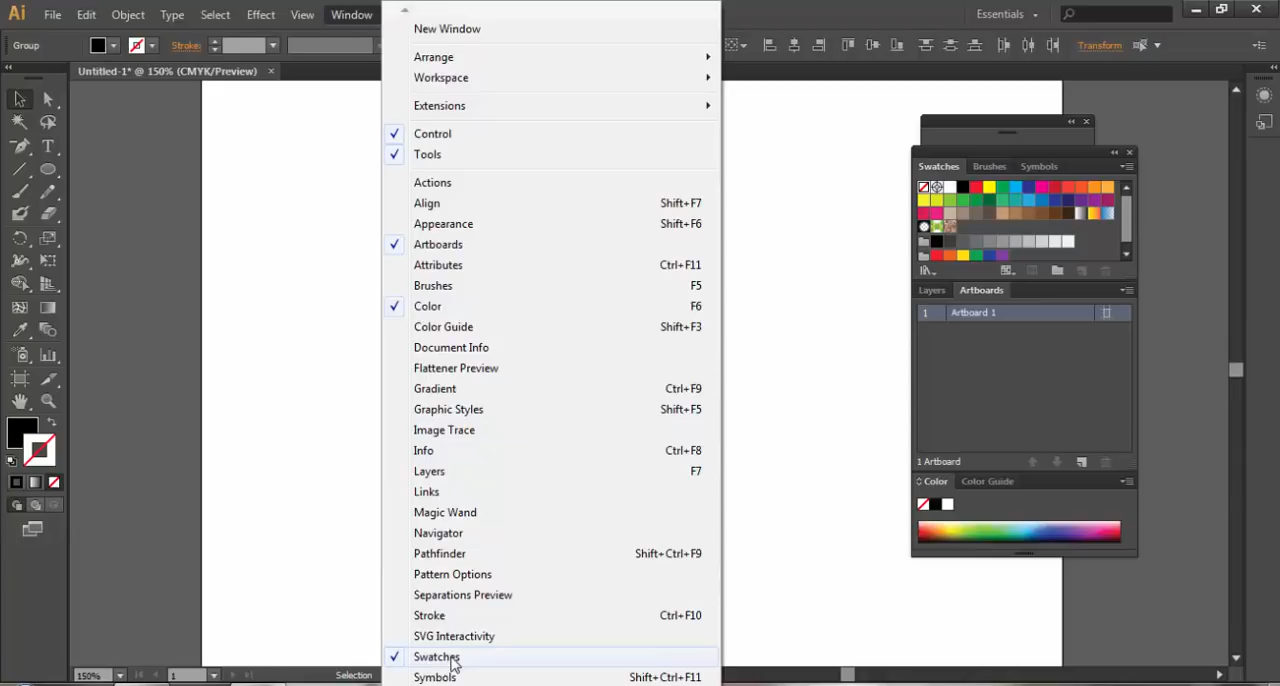 Ai File Edit Object Type Select Effect View Window Essentials
Group Stroke: Transform
Untitled-1* @ 150% (CMYK/Preview) ×
New Window
Arrange
Workspace
Extensions
Control
Tools
Actions
Align Shift+F7
Appearance Shift+F6
Artboards
Attributes Ctrl+F11
Brushes F5
Color F6
Color Guide Shift+F3
Document Info
Flattener Preview
Gradient Ctrl+F9
Graphic Styles Shift+F5
Image Trace
Info Ctrl+F8
Layers F7
Links
Magic Wand
Navigator
Pathfinder Shift+Ctrl+F9
Pattern Options
Separations Preview
Stroke Ctrl+F10
SVG Interactivity
Swatches
Symbols Shift+Ctrl+F11
Swatches Brushes Symbols
Layers Artboards
1 Artboard 1
1 Artboard
Color Color Guide
150% 1 Selection